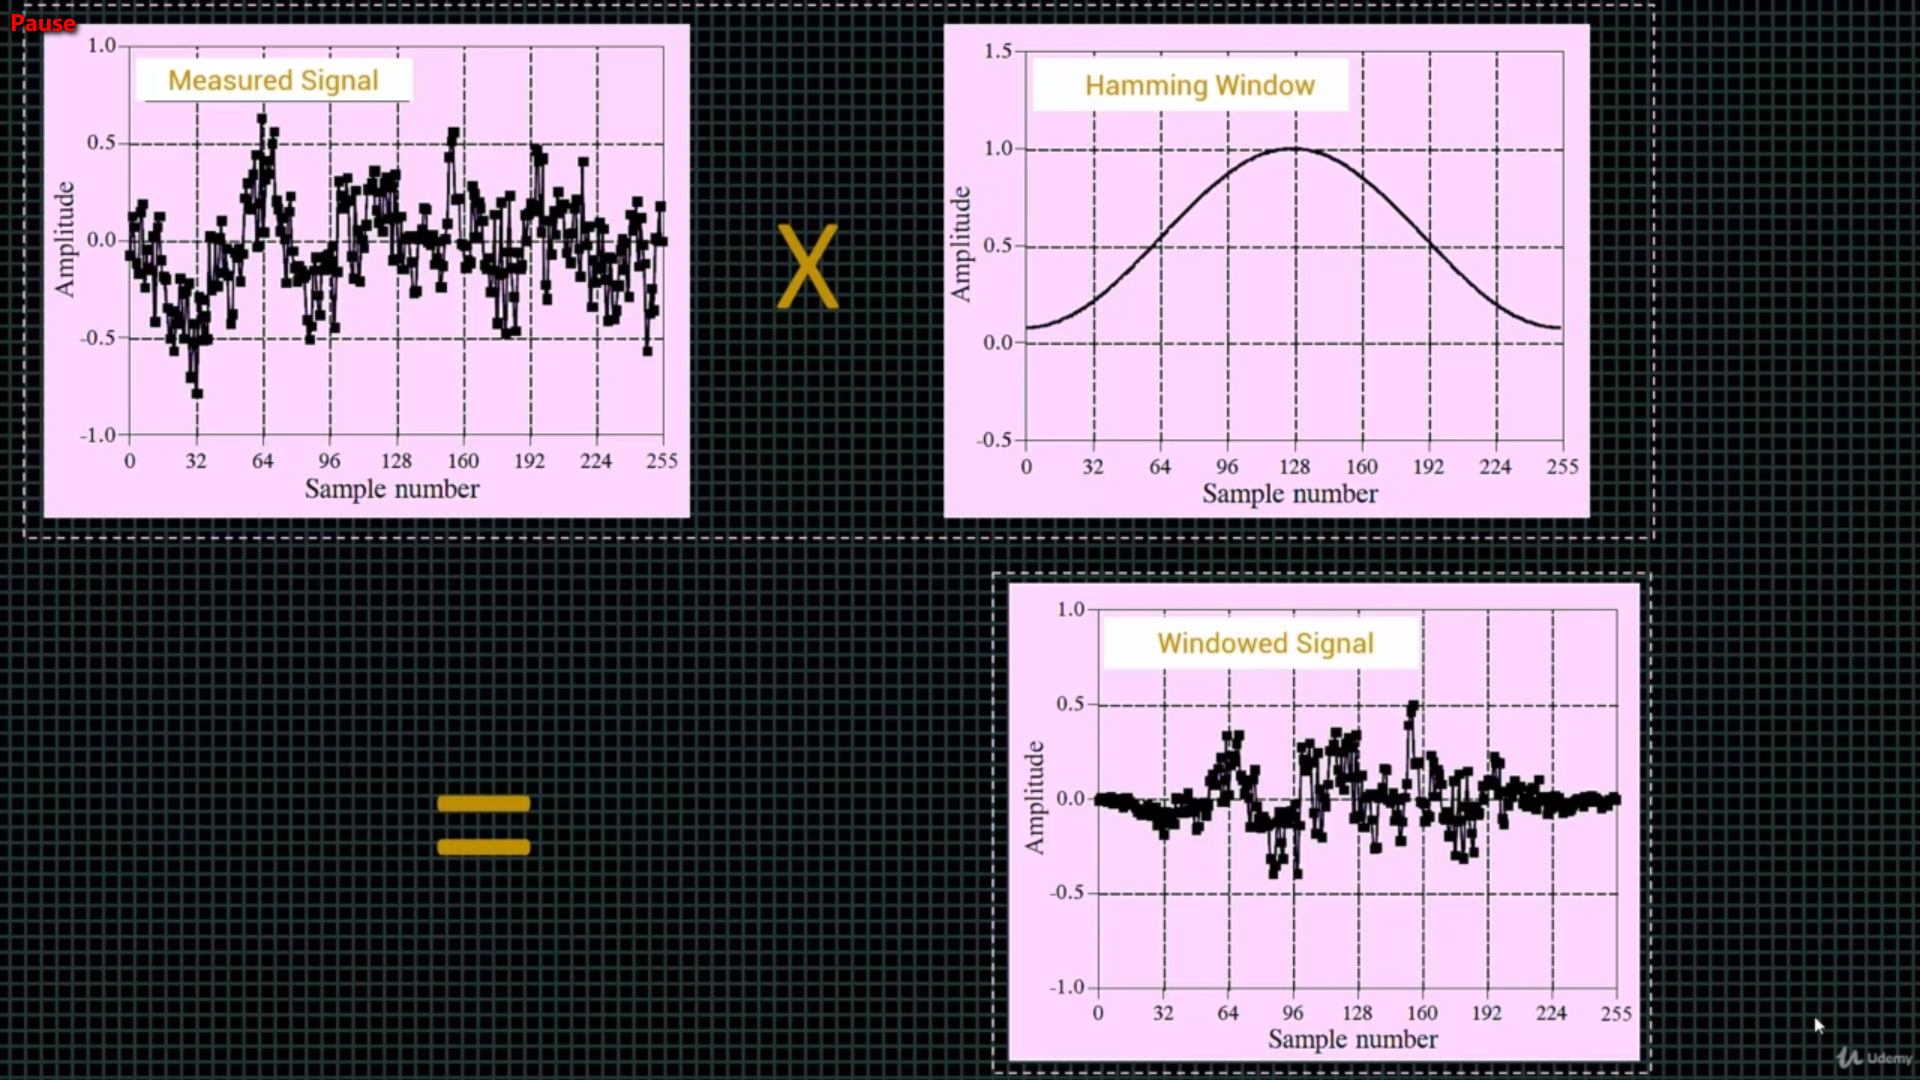 Pause
Measured Signal
1.0
0.5
0.0
-0.5
-1.0
Amplitude
0 32 64 96 128 160 192 224 255
Sample number
X
Hamming Window
1.5
1.0
0.5
0.0
-0.5
Amplitude
0 32 64 96 128 160 192 224 255
Sample number
=
Windowed Signal
1.0
0.5
0.0
-0.5
-1.0
Amplitude
0 32 64 96 128 160 192 224 255
Sample number
Udemy